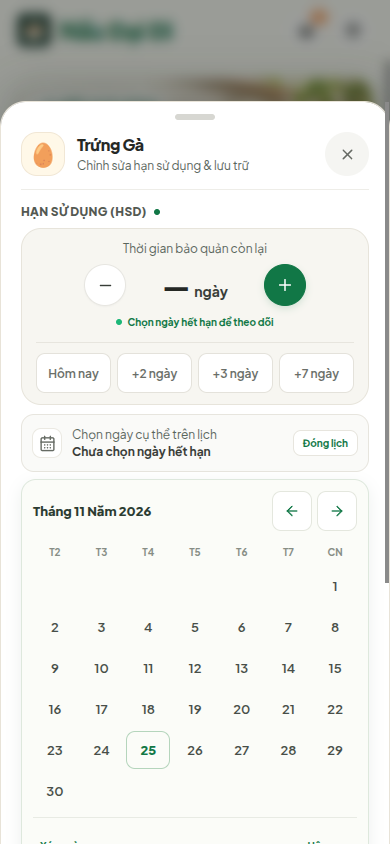 Trứng Gà
Chỉnh sửa hạn sử dụng & lưu trữ
HẠN SỬ DỤNG (HSD)
Thời gian bảo quản còn lại
— ngày
Chọn ngày hết hạn để theo dõi
Hôm nay
+2 ngày
+3 ngày
+7 ngày
Chọn ngày cụ thể trên lịch
Chưa chọn ngày hết hạn
Đóng lịch
Tháng 11 Năm 2026
T2 T3 T4 T5 T6 T7 CN
1
2 3 4 5 6 7 8
9 10 11 12 13 14 15
16 17 18 19 20 21 22
23 24 25 26 27 28 29
30